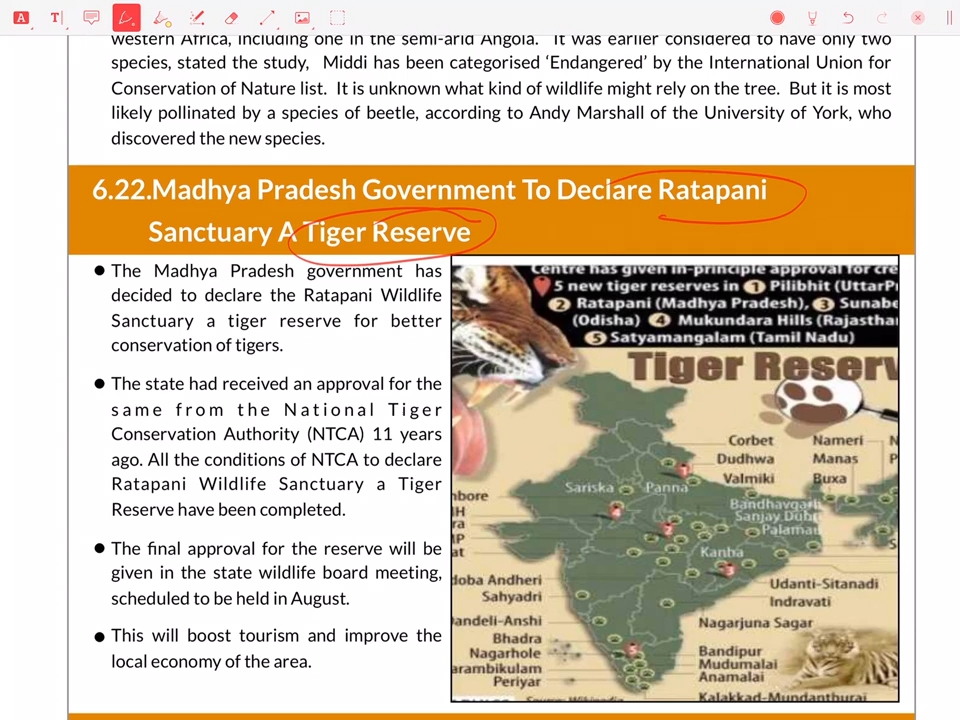 A T
western Africa, including one in the semi-arid Angola. It was earlier considered to have only two
species, stated the study, Middi has been categorised ‘Endangered’ by the International Union for
Conservation of Nature list. It is unknown what kind of wildlife might rely on the tree. But it is most
likely pollinated by a species of beetle, according to Andy Marshall of the University of York, who
discovered the new species.
6.22.Madhya Pradesh Government To Declare Ratapani
Sanctuary A Tiger Reserve
● The Madhya Pradesh government has
decided to declare the Ratapani Wildlife
Sanctuary a tiger reserve for better
conservation of tigers.
● The state had received an approval for the
same from the National Tiger
Conservation Authority (NTCA) 11 years
ago. All the conditions of NTCA to declare
Ratapani Wildlife Sanctuary a Tiger
Reserve have been completed.
● The final approval for the reserve will be
given in the state wildlife board meeting,
scheduled to be held in August.
● This will boost tourism and improve the
local economy of the area.
Centre has given in-principle approval for cre
5 new tiger reserves in 1 Pilibhit (UttarPr
2 Ratapani (Madhya Pradesh), 3 Sunabe
(Odisha) 4 Mukundara Hills (Rajasthan
5 Satyamangalam (Tamil Nadu)
Tiger Reserv
Corbet Nameri N
Dudhwa Manas P
Valmiki Buxa
Sariska Panna
Bandhavgarh
Sanjay Dubri
Palamau
Kanha
Udanti-Sitanadi
Indravati
Nagarjuna Sagar
Bandipur
Mudumalai
Anamalai
Kalakkad-Mundanthurai
nbore
doba Andheri
Sahyadri
Dandeli-Anshi
Bhadra
Nagarhole
arambikulam
Periyar
Source: Wikipedia